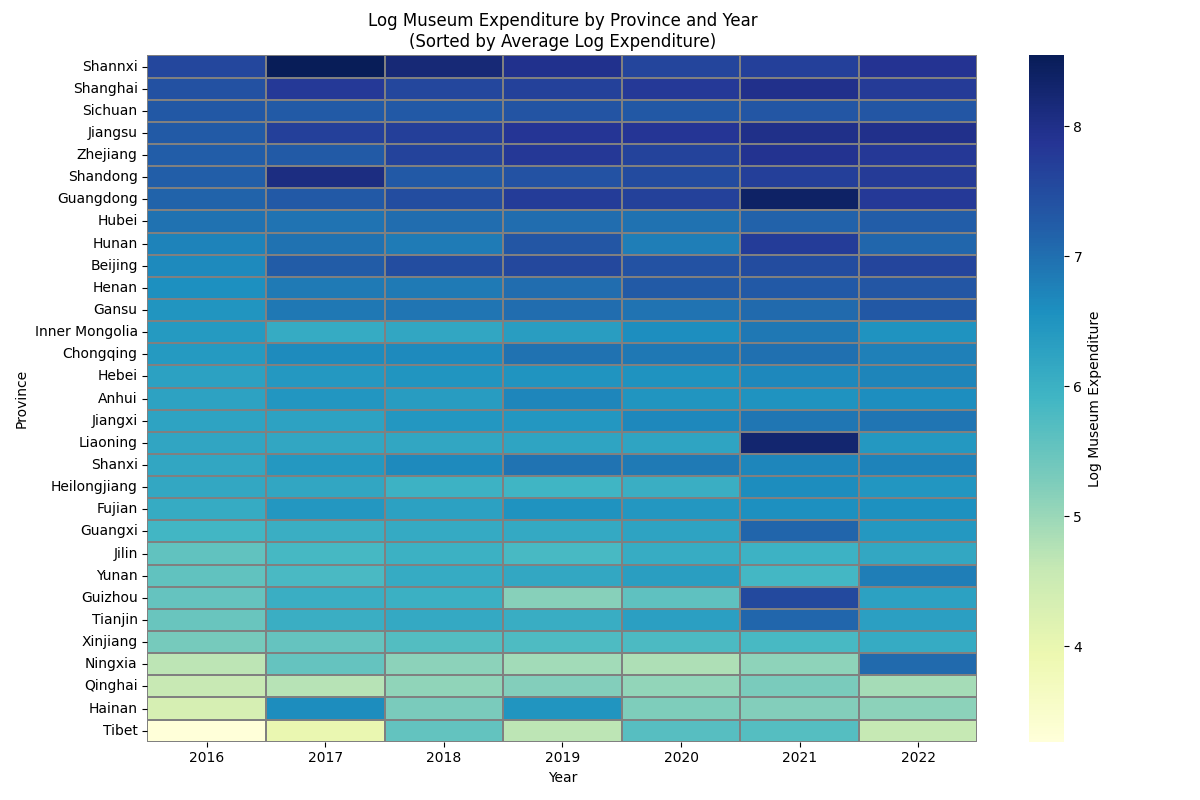 Log Museum Expenditure by Province and Year
(Sorted by Average Log Expenditure)
Province
Shannxi
Shanghai
Sichuan
Jiangsu
Zhejiang
Shandong
Guangdong
Hubei
Hunan
Beijing
Henan
Gansu
Inner Mongolia
Chongqing
Hebei
Anhui
Jiangxi
Liaoning
Shanxi
Heilongjiang
Fujian
Guangxi
Jilin
Yunan
Guizhou
Tianjin
Xinjiang
Ningxia
Qinghai
Hainan
Tibet
2016 2017 2018 2019 2020 2021 2022
Year
8
7
6
5
4
Log Museum Expenditure